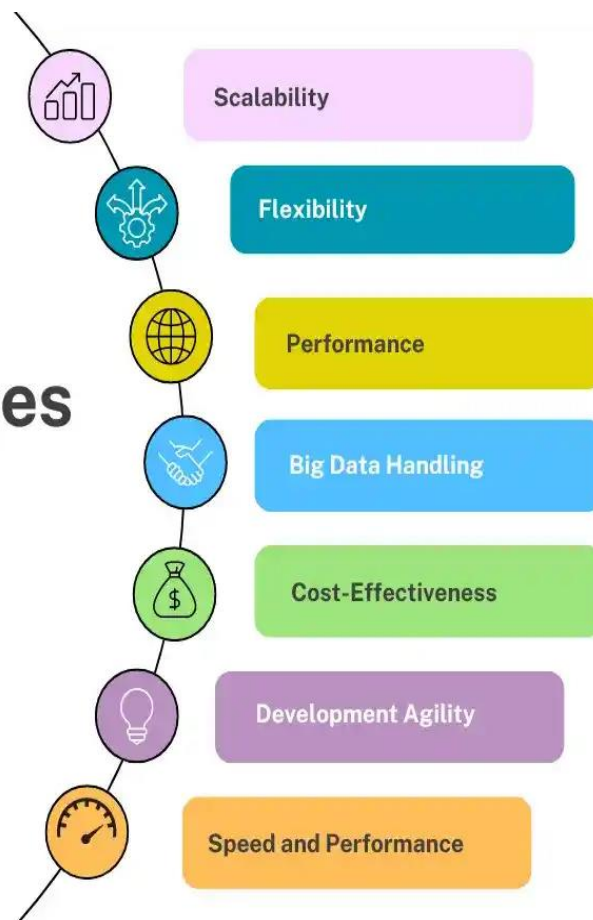 Scalability
Flexibility
Performance
es
Big Data Handling
$
Cost-Effectiveness
Development Agility
Speed and Performance